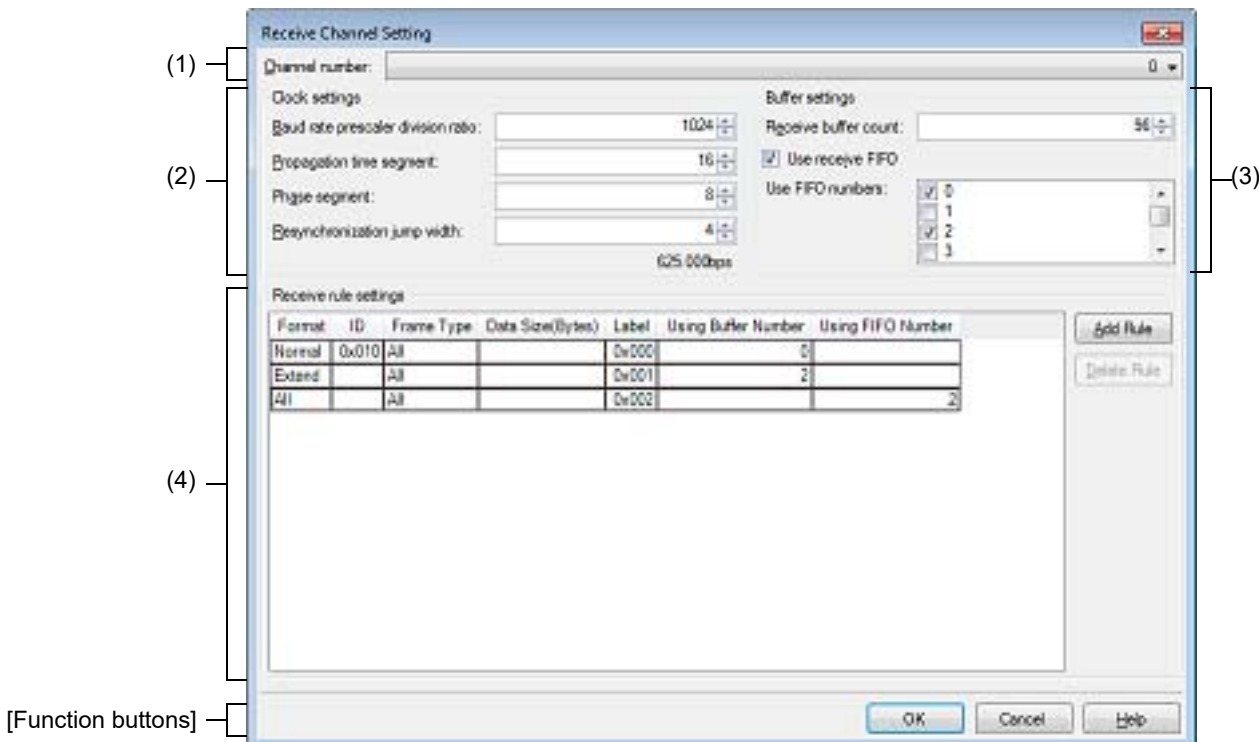 Receive Channel Setting
(1)
Channel number: 0
(2)
Clock settings
Baud rate prescaler division ratio: 1024
Propagation time segment: 16
Phase segment: 8
Resynchronization jump width: 4
625.000bps
Buffer settings
Receive buffer count: 96
Use receive FIFO
Use FIFO numbers: 0
1
2
3
(3)
(4)
Receive rule settings
Format ID Frame Type Data Size(Bytes) Label Using Buffer Number Using FIFO Number
Normal 0x010 All 0x000 0
Extend All 0x001 2
All All 0x002 2
Add Rule
Delete Rule
[Function buttons]
OK Cancel Help